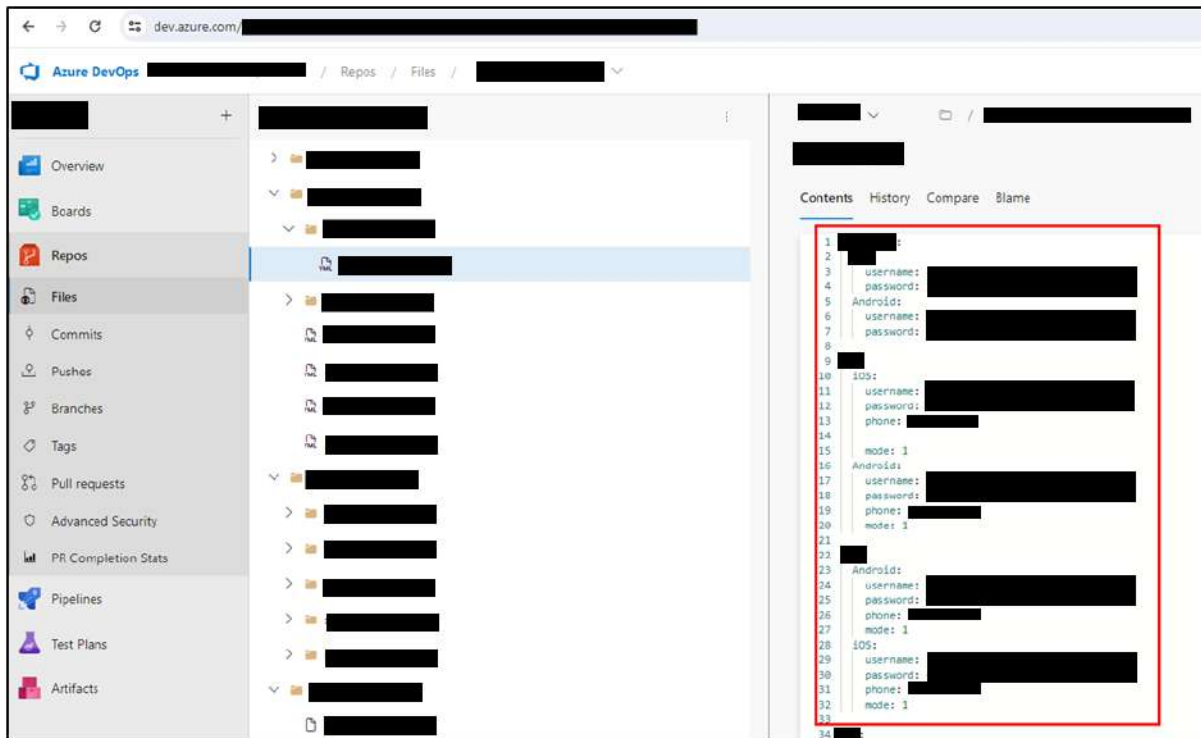 dev.azure.com/
Azure DevOps / Repos / Files /
Overview
Boards
Repos
Files
Commits
Pushes
Branches
Tags
Pull requests
Advanced Security
PR Completion Stats
Pipelines
Test Plans
Artifacts
/
Contents History Compare Blame
1 :
2
3 username:
4 password:
5 Android:
6 username:
7 password:
8
9
10 iOS:
11 username:
12 password:
13 phone:
14
15 mode: 1
16 Android:
17 username:
18 password:
19 phone:
20 mode: 1
21
22
23 Android:
24 username:
25 password:
26 phone:
27 mode: 1
28 iOS:
29 username:
30 password:
31 phone:
32 mode: 1
33
34 :